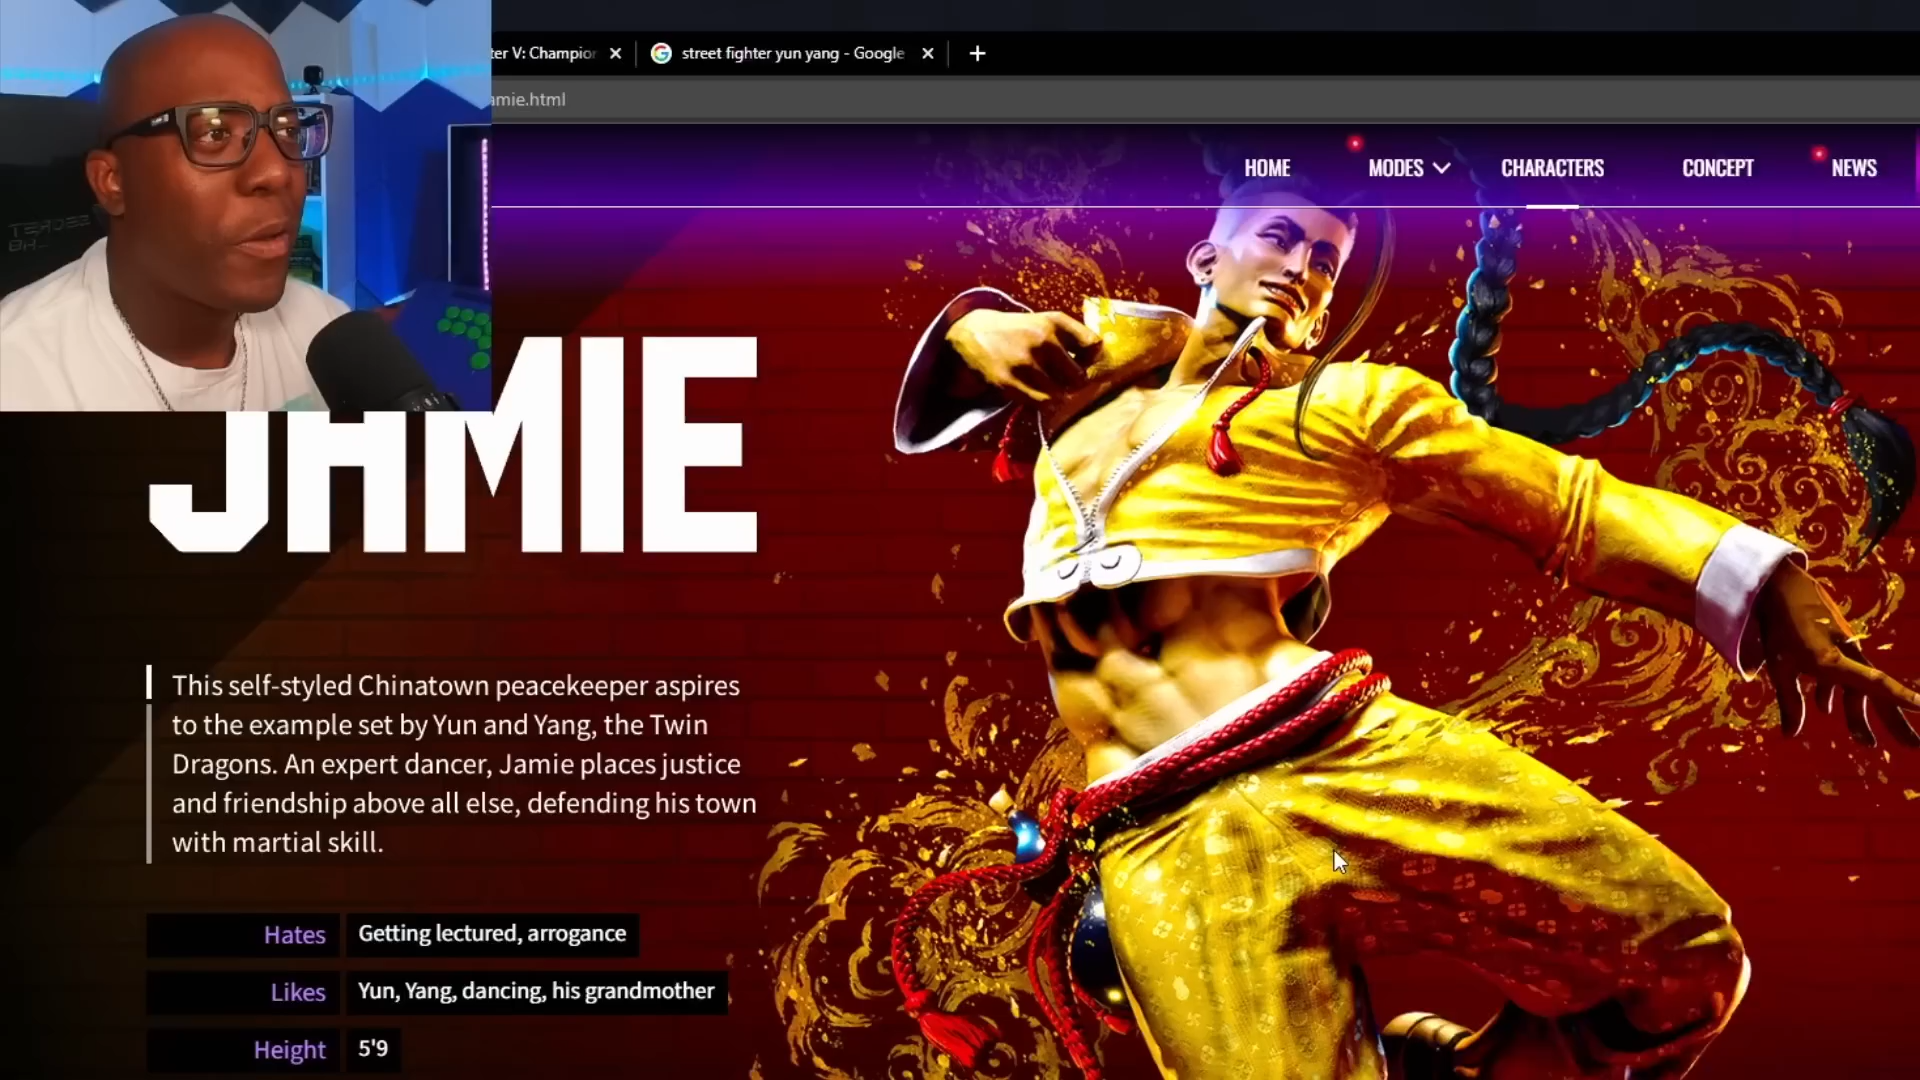 ter V: Champion
street fighter yun yang - Google
amie.html
HOME
MODES
CHARACTERS
CONCEPT
NEWS
JAMIE
This self-styled Chinatown peacekeeper aspires
to the example set by Yun and Yang, the Twin
Dragons. An expert dancer, Jamie places justice
and friendship above all else, defending his town
with martial skill.
Hates Getting lectured, arrogance
Likes Yun, Yang, dancing, his grandmother
Height 5'9